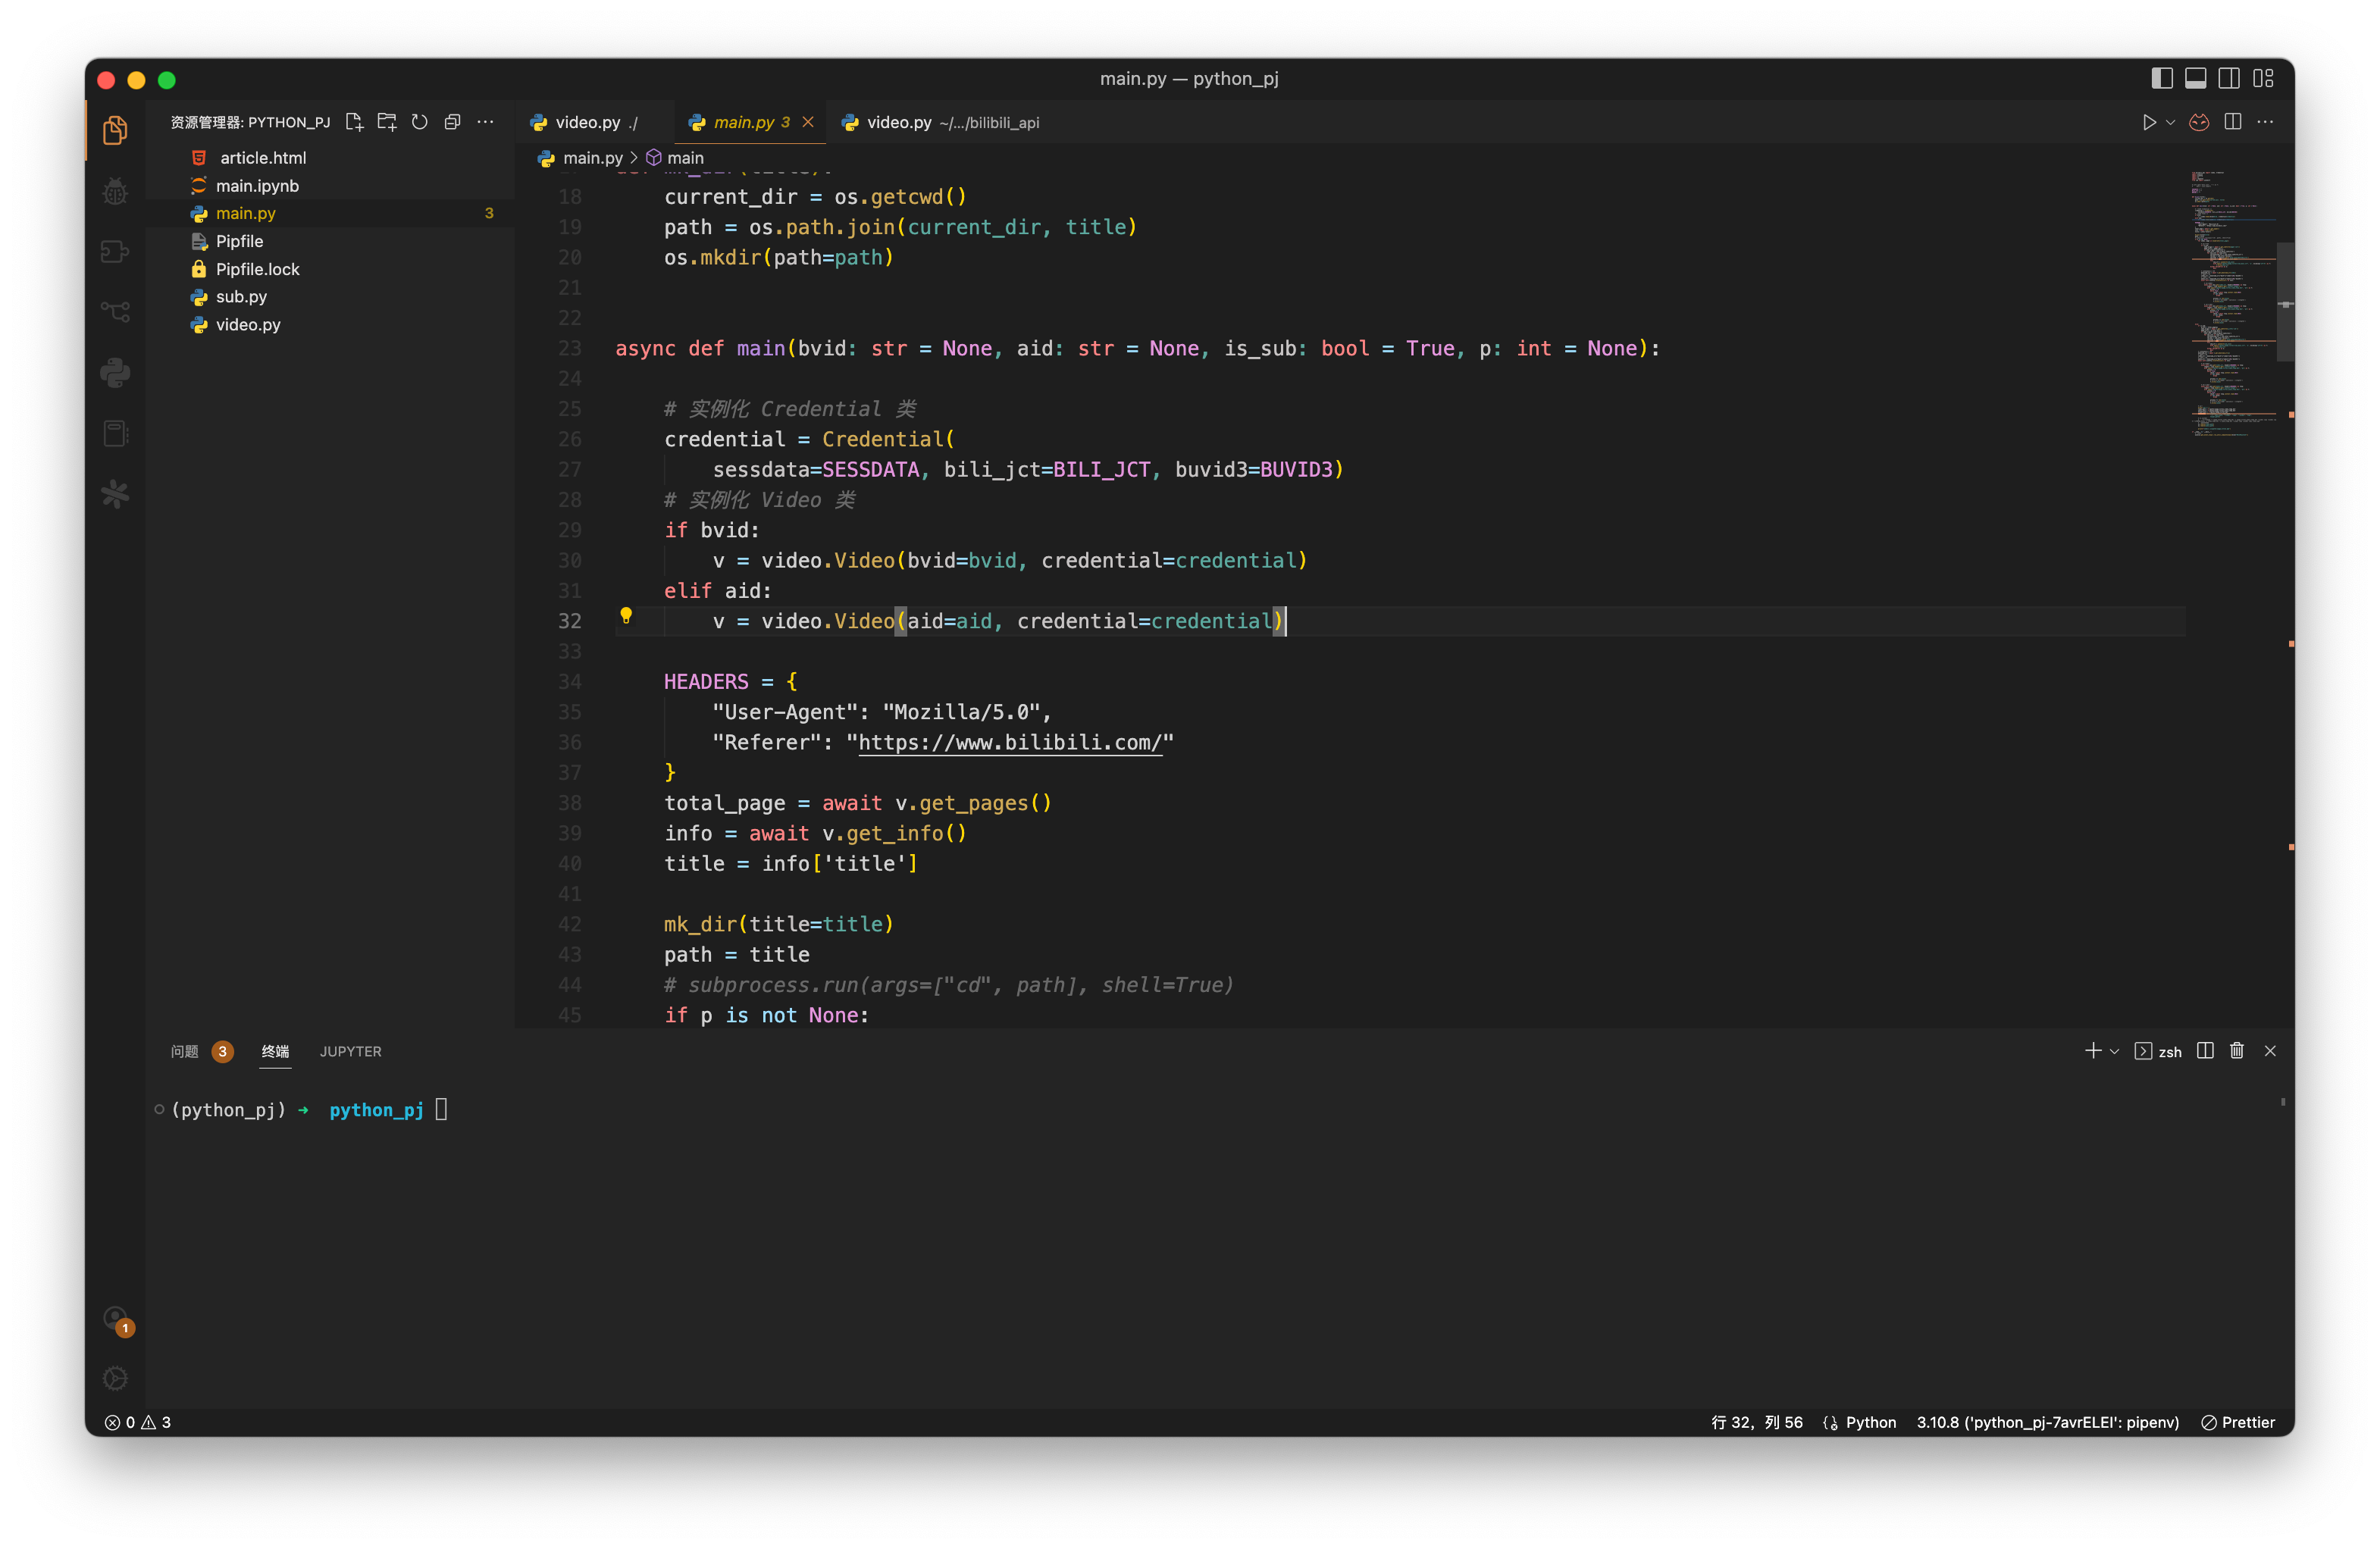 main.py — python_pj
资源管理器: PYTHON_PJ
article.html
main.ipynb
main.py 3
Pipfile
Pipfile.lock
sub.py
video.py
video.py ./
main.py 3
video.py ~/.../bilibili_api
main.py > main
18 current_dir = os.getcwd()
19 path = os.path.join(current_dir, title)
20 os.mkdir(path=path)
21
22
23 async def main(bvid: str = None, aid: str = None, is_sub: bool = True, p: int = None):
24
25 # 实例化 Credential 类
26 credential = Credential(
27 sessdata=SESSDATA, bili_jct=BILI_JCT, buvid3=BUVID3)
28 # 实例化 Video 类
29 if bvid:
30 v = video.Video(bvid=bvid, credential=credential)
31 elif aid:
32 v = video.Video(aid=aid, credential=credential)
33
34 HEADERS = {
35 "User-Agent": "Mozilla/5.0",
36 "Referer": "https://www.bilibili.com/"
37 }
38 total_page = await v.get_pages()
39 info = await v.get_info()
40 title = info['title']
41
42 mk_dir(title=title)
43 path = title
44 # subprocess.run(args=["cd", path], shell=True)
45 if p is not None:
问题 3 终端 JUPYTER
zsh
(python_pj) ➜ python_pj
1
0 3
行 32，列 56 Python 3.10.8 ('python_pj-7avrELEI': pipenv) Prettier